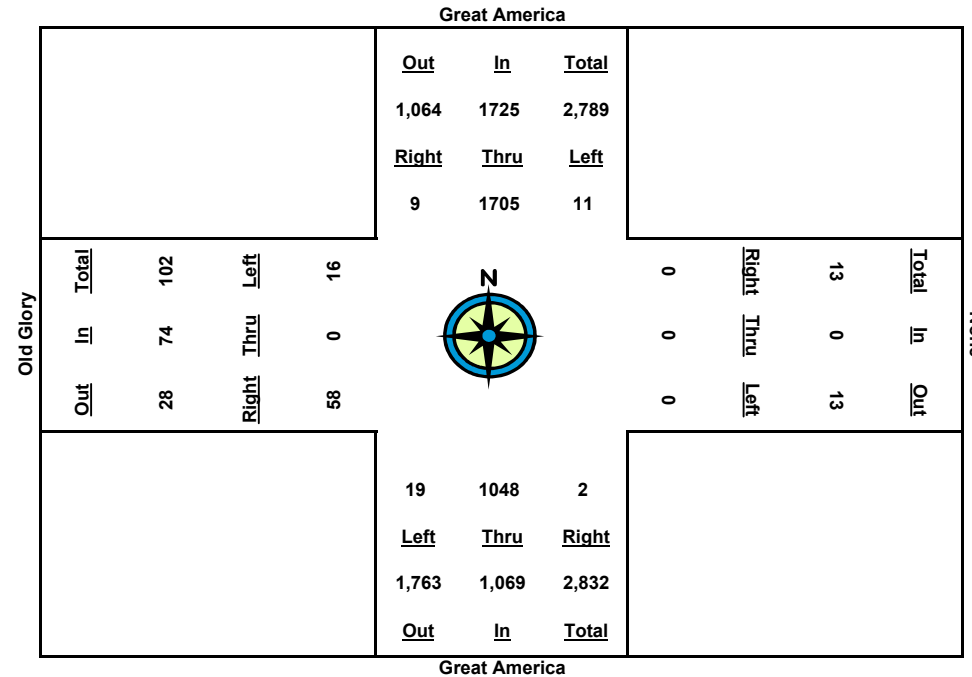 Great America
Out In Total
1,064 1725 2,789
Right Thru Left
9 1705 11
Old Glory
Total In Out
102 74 28
Left Thru Right
16 0 58
N
0 0 0
Right Thru Left
13 0 13
Total In Out
19 1048 2
Left Thru Right
1,763 1,069 2,832
Out In Total
Great America